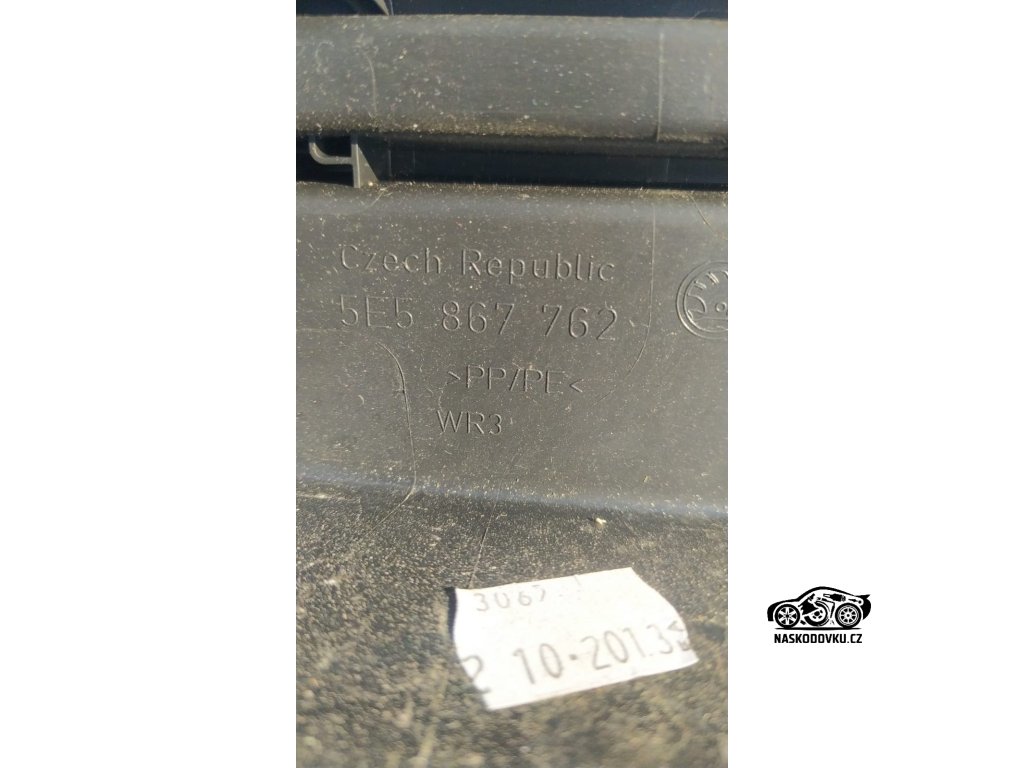 Czech Republic
5E5 867 762
>PP/PE<
WR3
3067
2 10-2013
NASKODOVKU.CZ